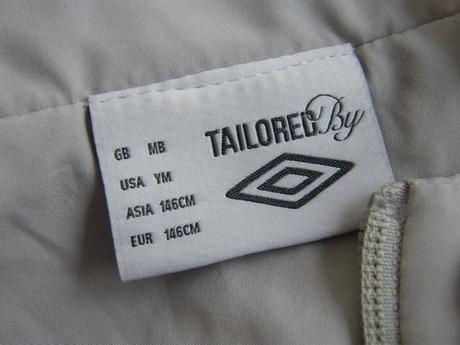 TAILORED By
GB MB
USA YM
ASIA 146CM
EUR 146CM